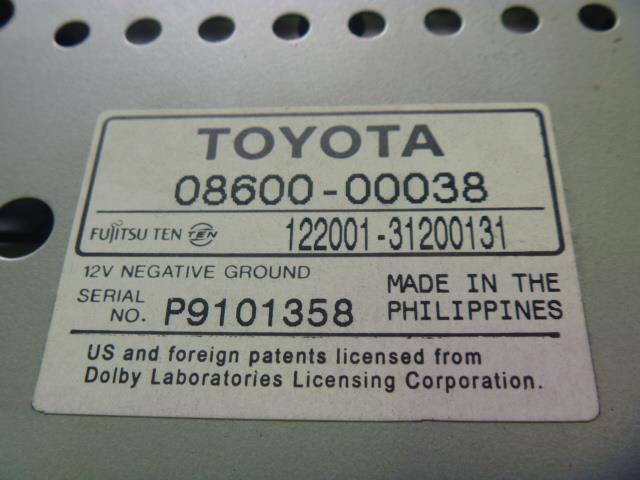 TOYOTA
08600-00038
FUJITSU TEN TEN 122001-31200131
12V NEGATIVE GROUND
MADE IN THE
SERIAL
NO. P9101358 PHILIPPINES
US and foreign patents licensed from
Dolby Laboratories Licensing Corporation.